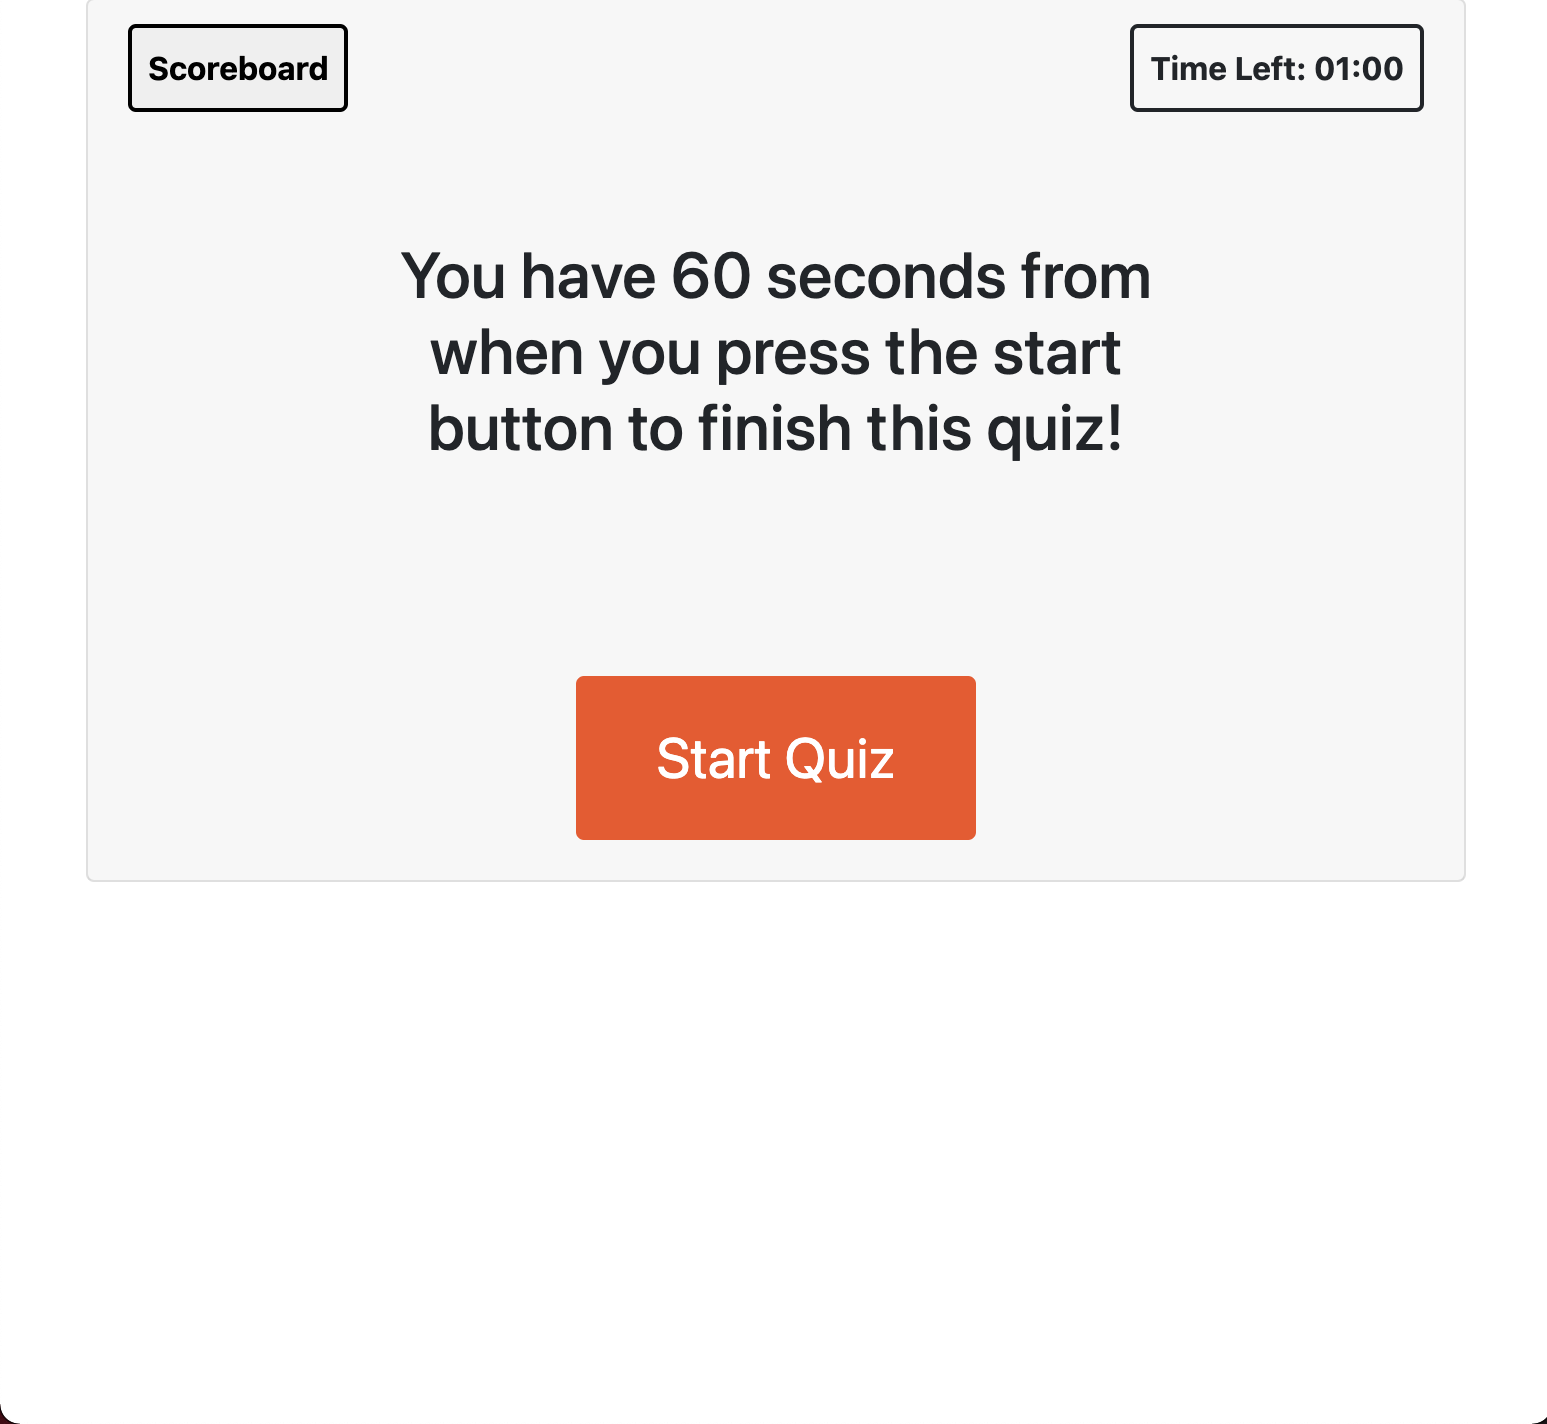 Scoreboard
Time Left: 01:00
You have 60 seconds from
when you press the start
button to finish this quiz!
Start Quiz